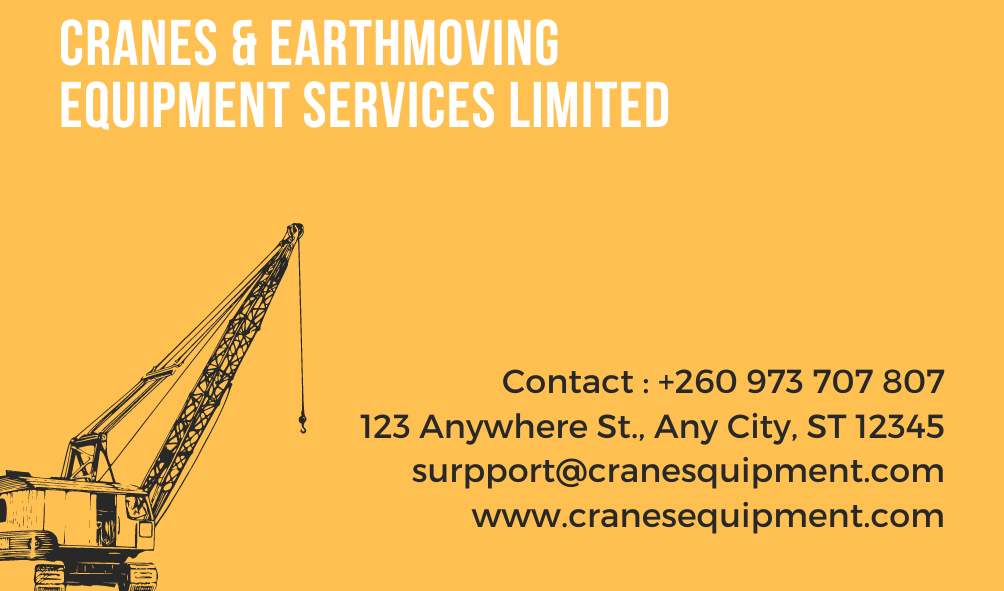 CRANES & EARTHMOVING
EQUIPMENT SERVICES LIMITED
Contact : +260 973 707 807
123 Anywhere St., Any City, ST 12345
surpport@cranesquipment.com
www.cranesequipment.com